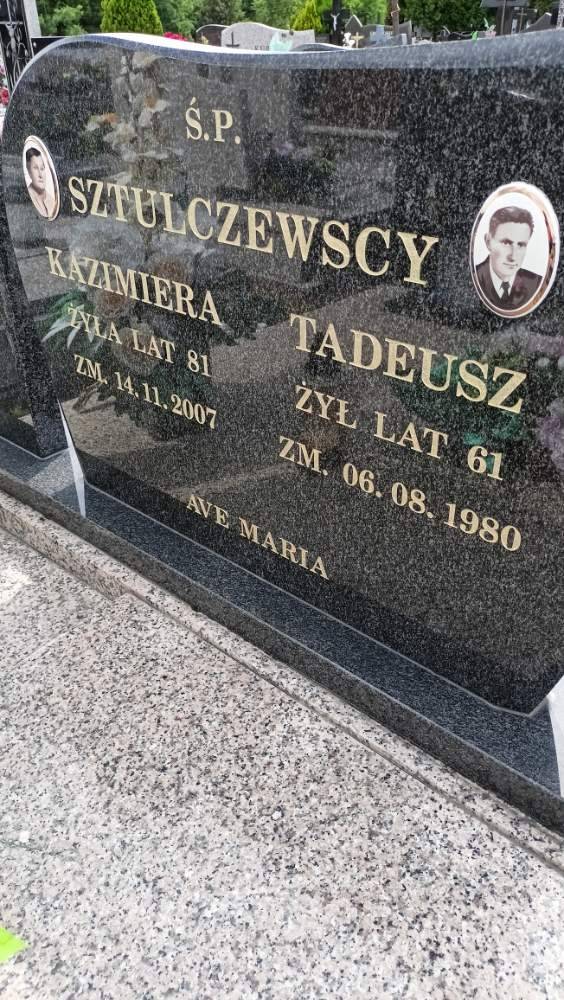 Ś.P.
SZTULCZEWSCY
KAZIMIERA
ŻYŁA LAT 81
ZM. 14.11.2007
TADEUSZ
ŻYŁ LAT 61
ZM. 06.08.1980
AVE MARIA